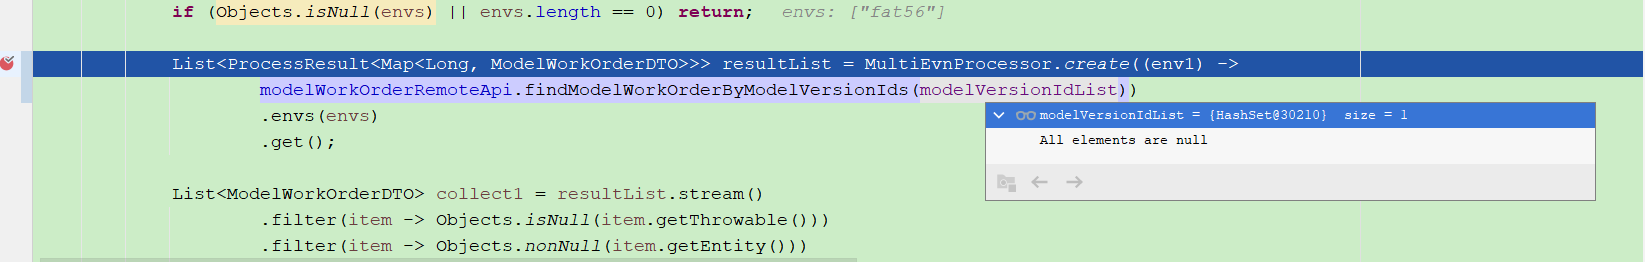 if (Objects.isNull(envs) || envs.length == 0) return;   envs: ["fat56"]
List<ProcessResult<Map<Long, ModelWorkOrderDTO>>> resultList = MultiEvnProcessor.create((env1) ->
modelWorkOrderRemoteApi.findModelWorkOrderByModelVersionIds(modelVersionIdList))
modelVersionIdList = {HashSet@30210}  size = 1
.envs(envs)
All elements are null
.get();
List<ModelWorkOrderDTO> collect1 = resultList.stream()
.filter(item -> Objects.isNull(item.getThrowable()))
.filter(item -> Objects.nonNull(item.getEntity()))